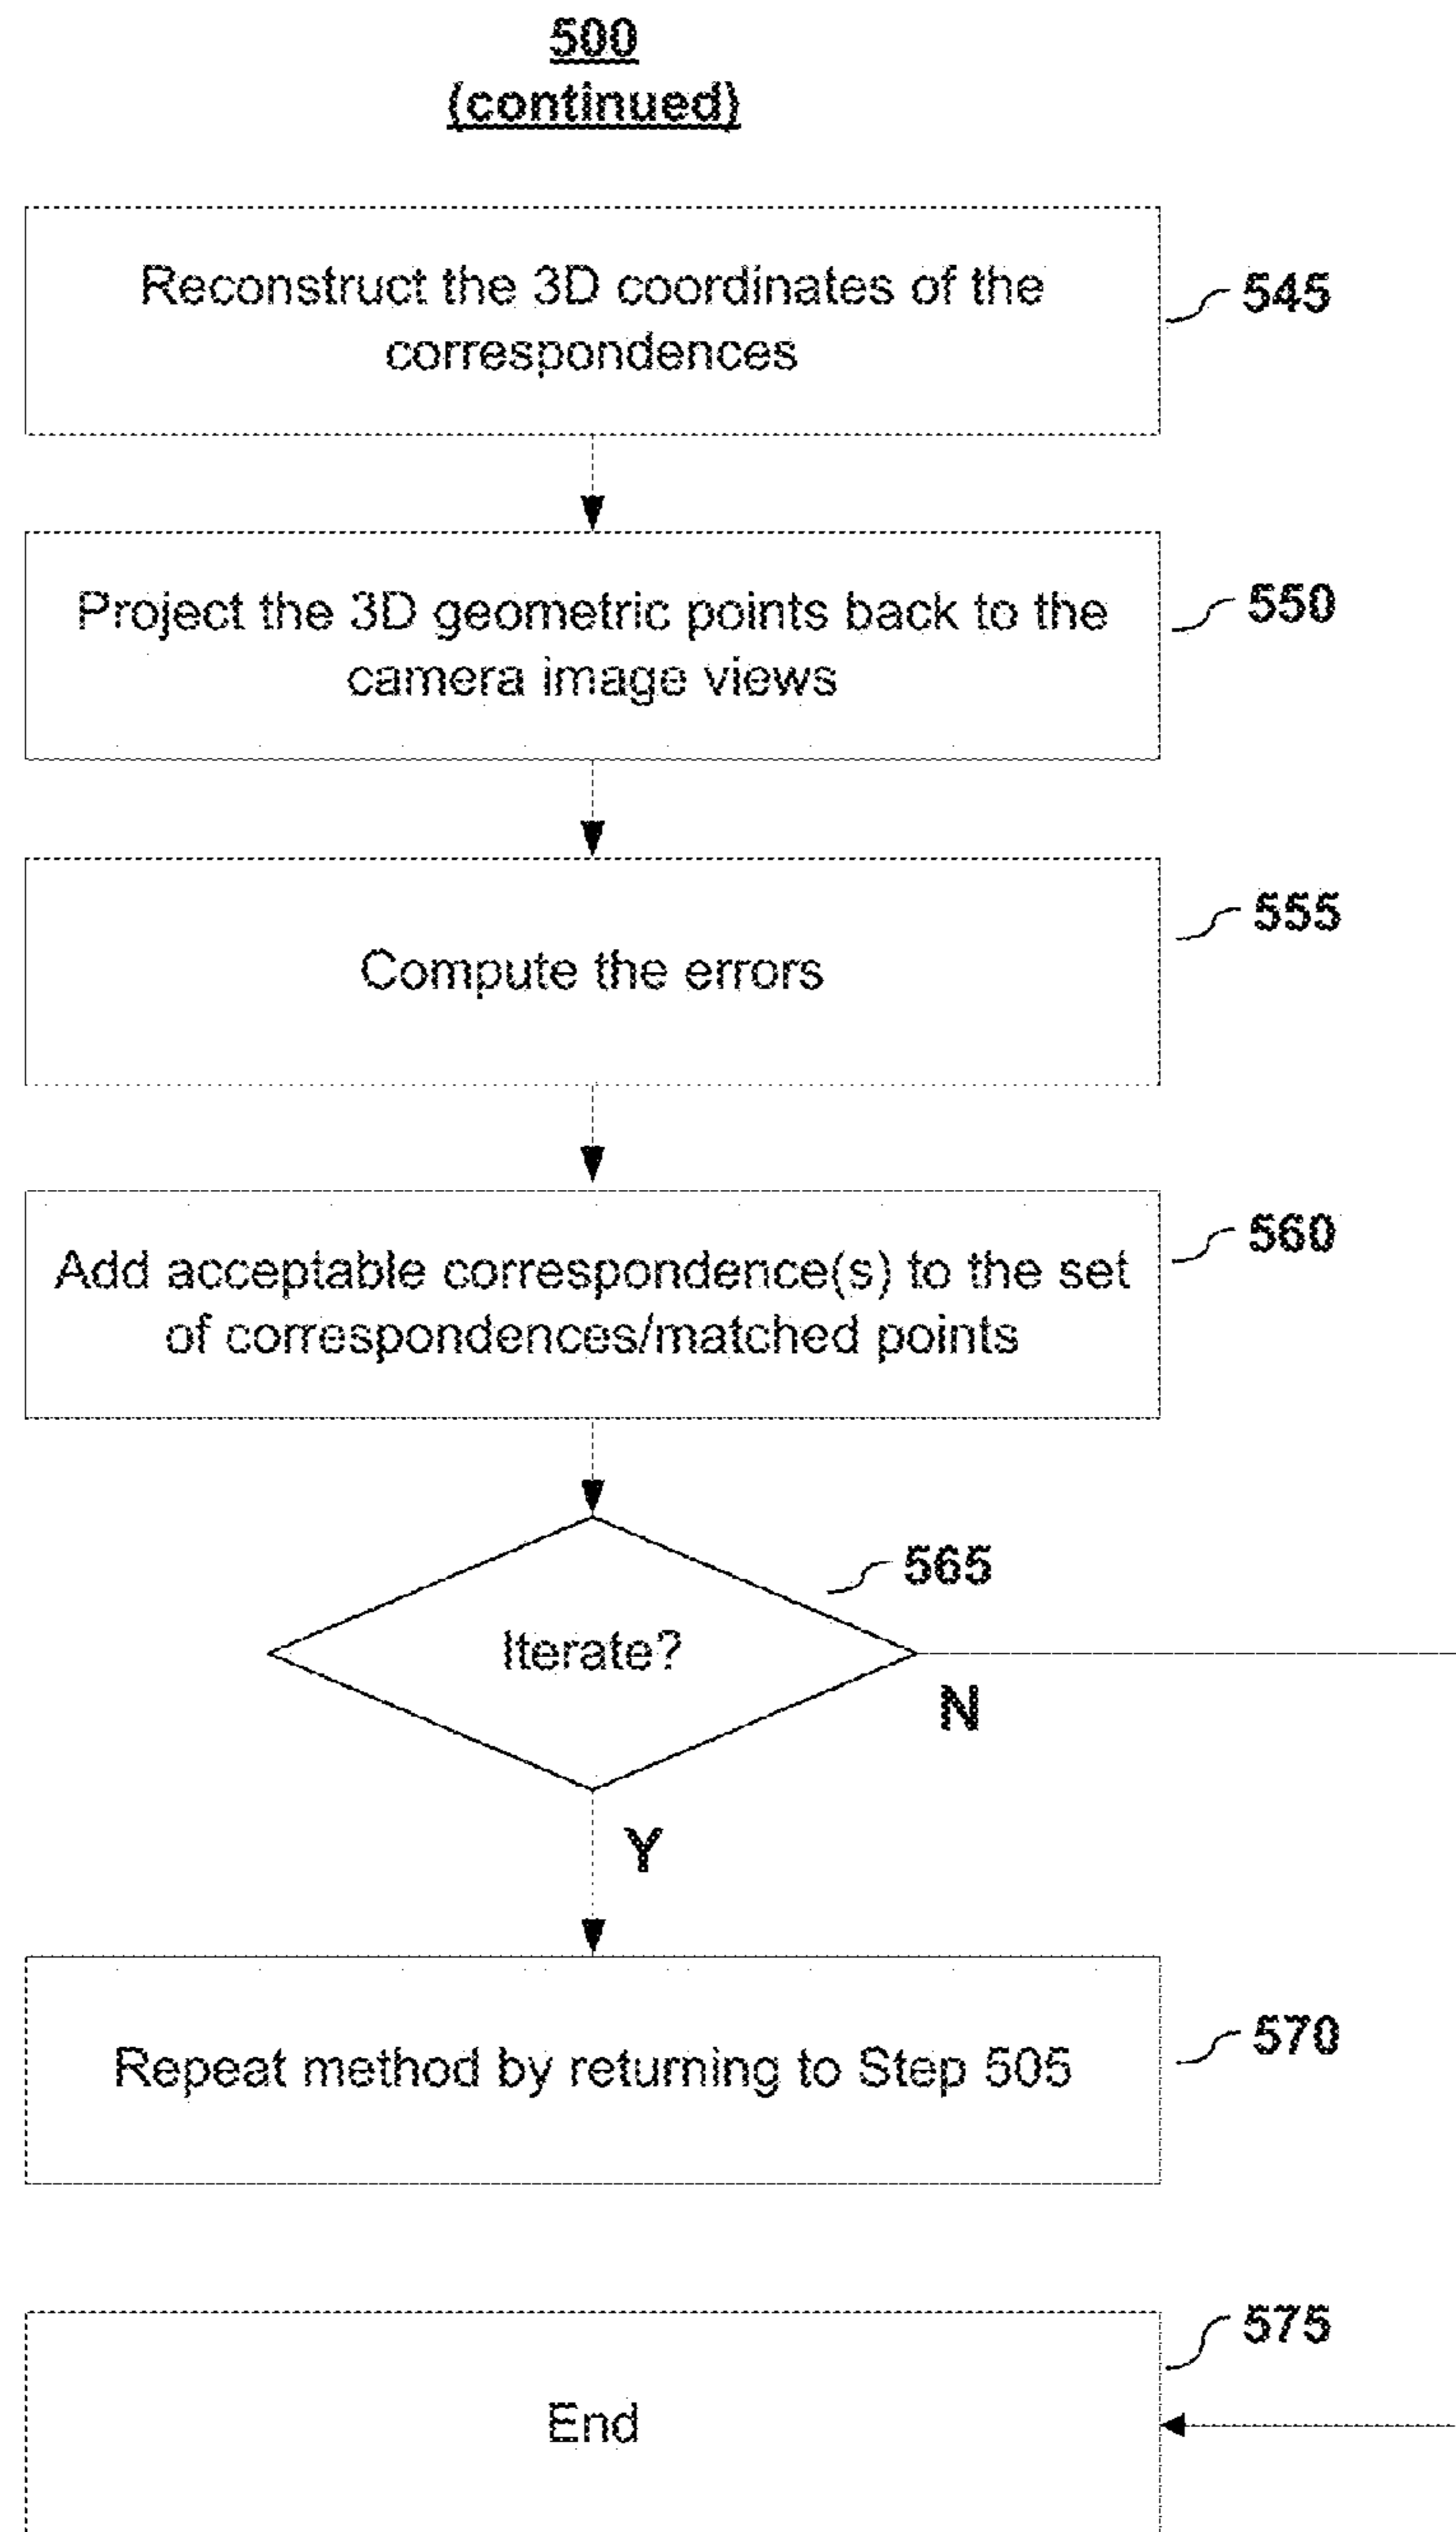 500
(continued)
Reconstruct the 3D coordinates of the
correspondences
545
Project the 3D geometric points back to the
camera image views
550
Compute the errors
555
Add acceptable correspondence(s) to the set
of correspondences/matched points
560
Iterate?
565
N
Y
Repeat method by returning to Step 505
570
End
575